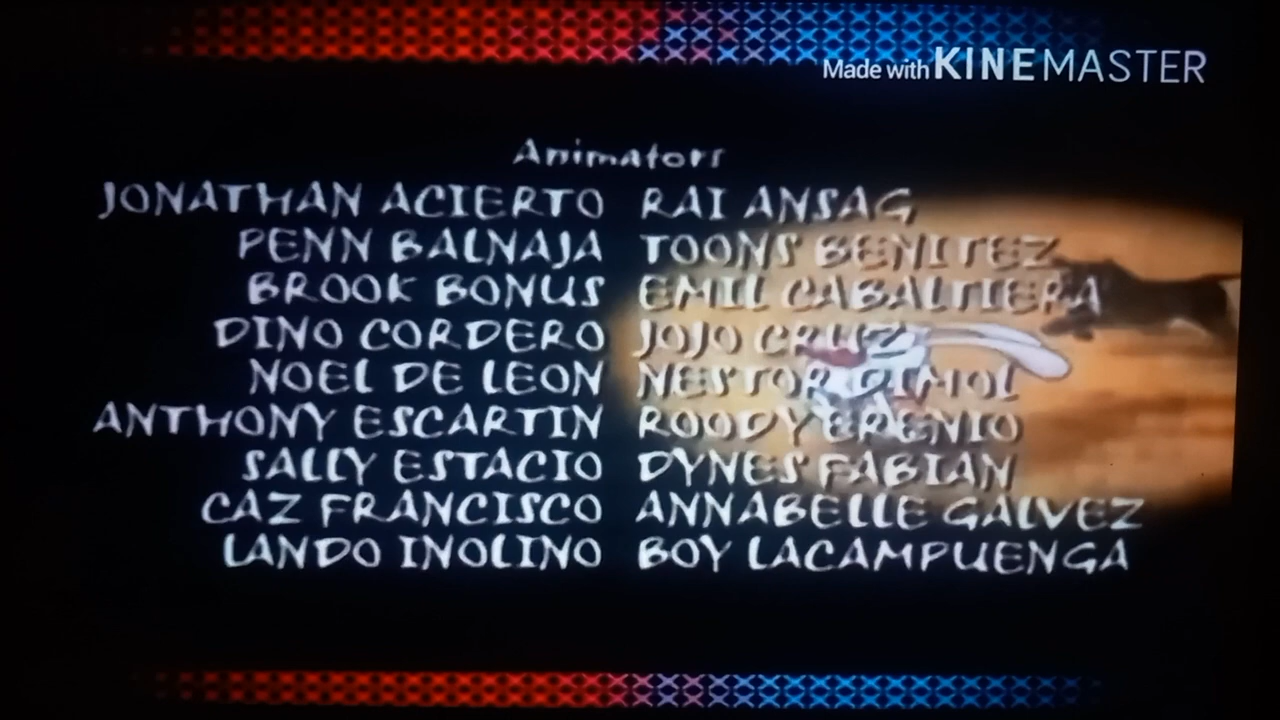 Made with KINEMASTER
Animators
JONATHAN ACIERTO RAI ANSAG
PENN BALNAJA TOONS BENITEZ
BROOK BONUS EMIL CABALTIERA
DINO CORDERO JOJO CRUZ
NOEL DE LEON NESTOR DIMOL
ANTHONY ESCARTIN ROODY ERENIO
SALLY ESTACIO DYNES FABIAN
CAZ FRANCISCO ANNABELLE GALVEZ
LANDO INOLINO BOY LACAMPUENGA